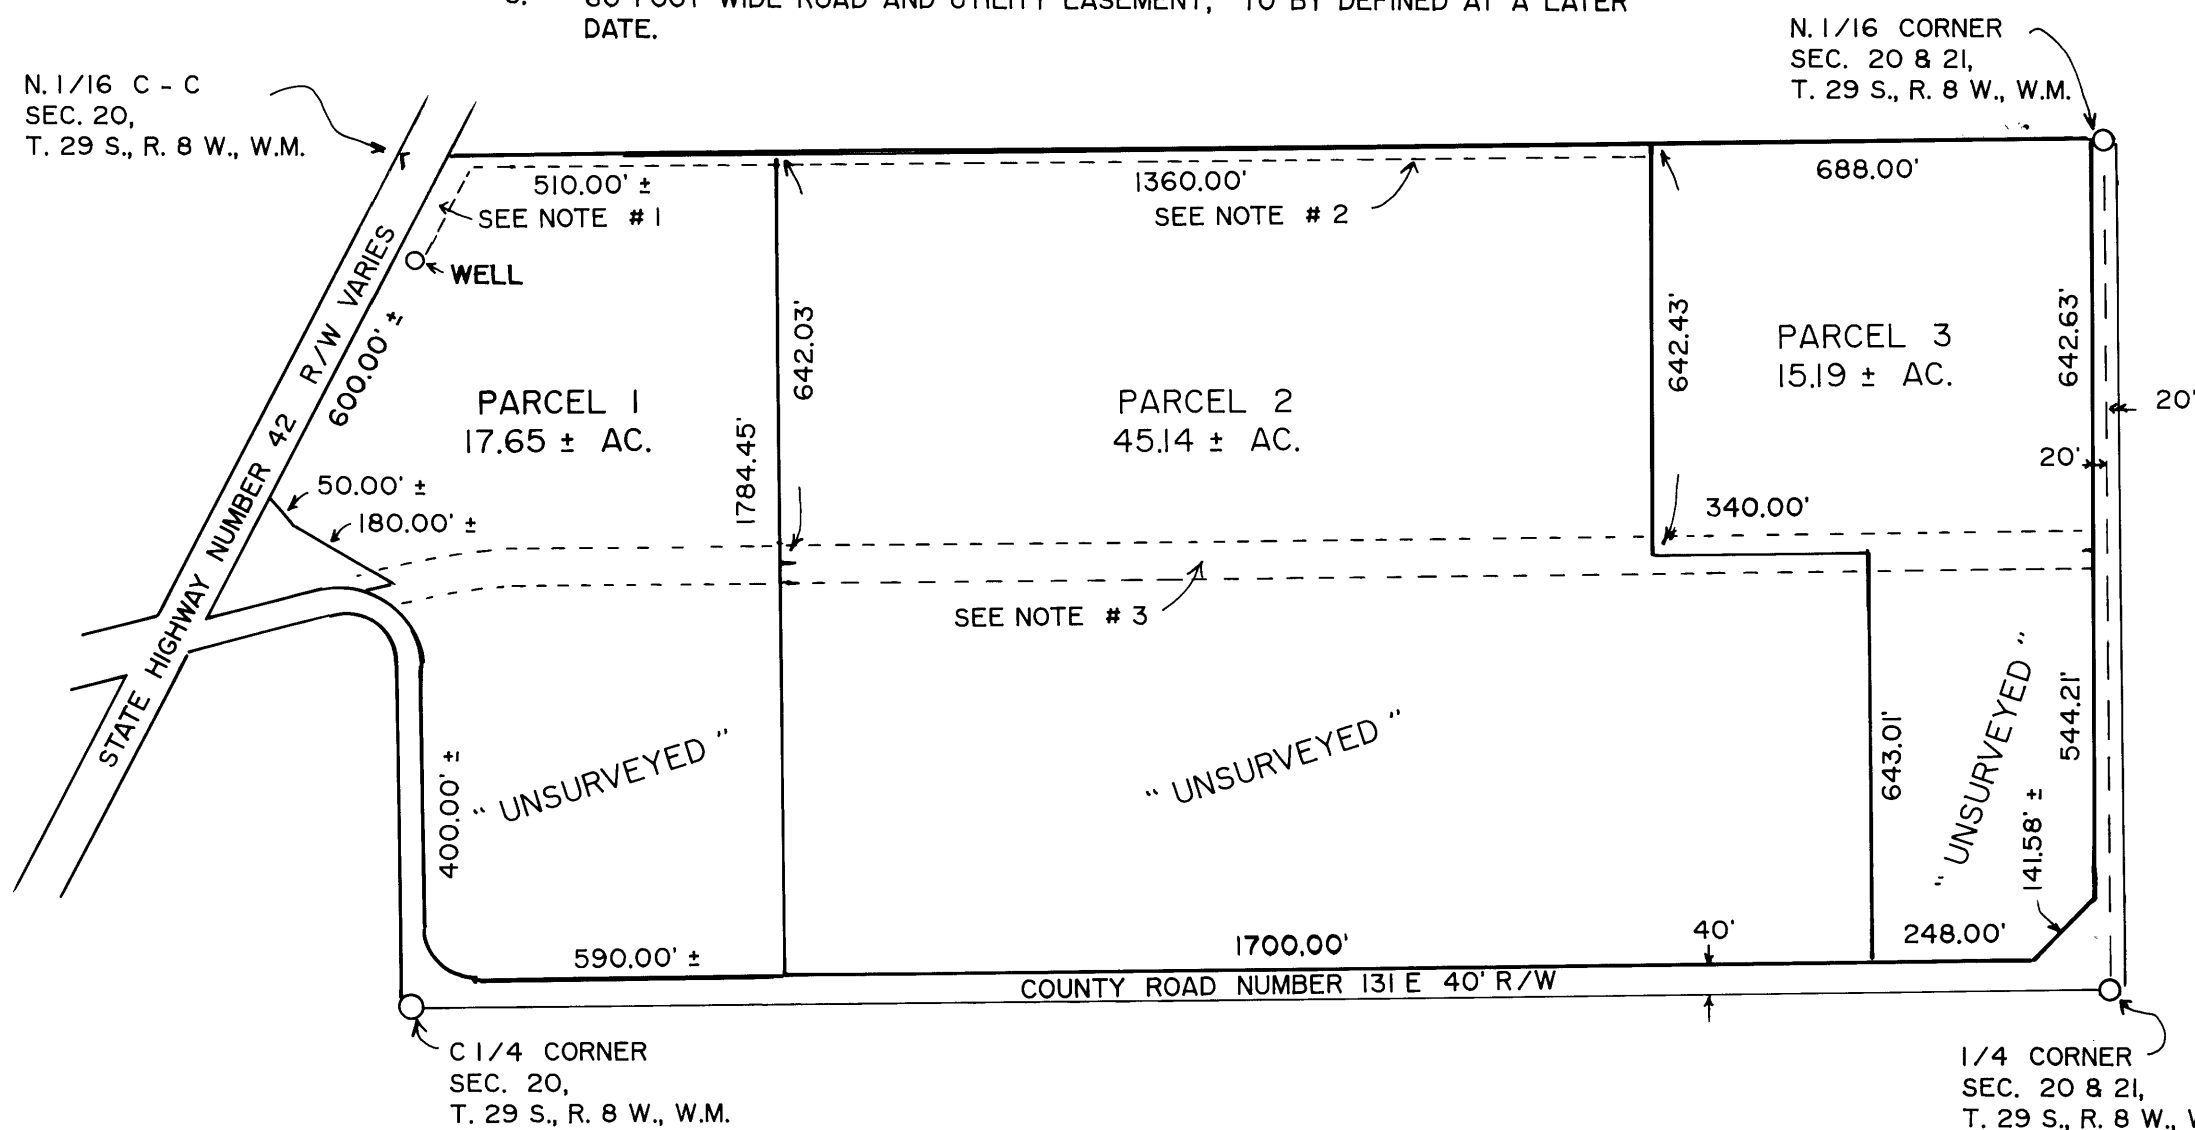 60 FOOT WIDE ROAD AND UTILITY EASEMENT, TO BY DEFINED AT A LATER
DATE.
N. 1/16 CORNER
SEC. 20 & 21,
T. 29 S., R. 8 W., W.M.
N. 1/16 C - C
SEC. 20,
T. 29 S., R. 8 W., W.M.
510.00' ±
SEE NOTE # 1
WELL
1360.00'
SEE NOTE # 2
688.00'
STATE HIGHWAY NUMBER 42 R/W VARIES
600.00' ±
642.03'
642.43'
642.63'
PARCEL 1
17.65 ± AC.
PARCEL 2
45.14 ± AC.
PARCEL 3
15.19 ± AC.
20'
20'
1784.45'
50.00' ±
180.00' ±
340.00'
SEE NOTE # 3
400.00' ±
" UNSURVEYED "
" UNSURVEYED "
" UNSURVEYED "
643.01'
544.21'
141.58' ±
590.00' ±
1700.00'
40'
248.00'
COUNTY ROAD NUMBER 131 E 40' R/W
C 1/4 CORNER
SEC. 20,
T. 29 S., R. 8 W., W.M.
1/4 CORNER
SEC. 20 & 21,
T. 29 S., R. 8 W.,